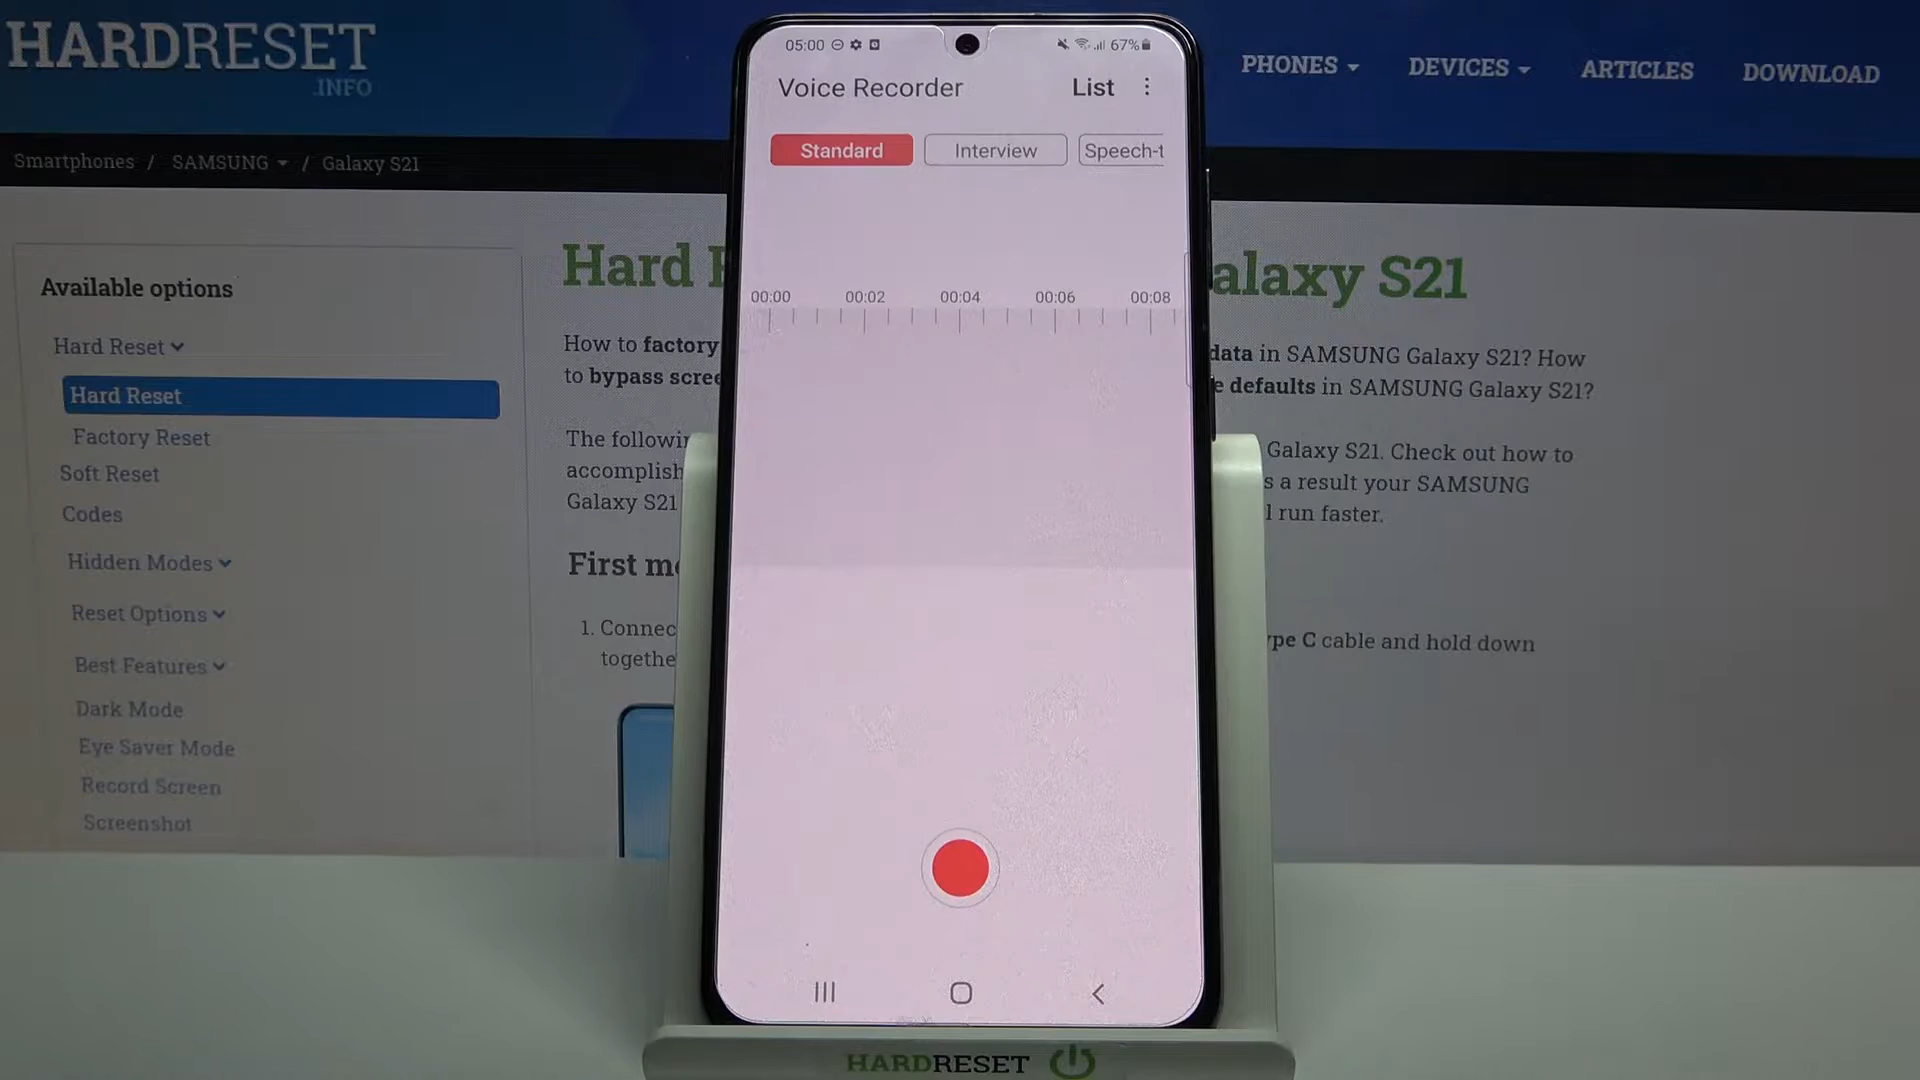 HARDRESET
.INFO
PHONES
DEVICES
ARTICLES
DOWNLOAD
Smartphones / SAMSUNG / Galaxy S21
Available options
Hard Reset
Hard Reset
Factory Reset
Soft Reset
Codes
Hidden Modes
Reset Options
Best Features
Dark Mode
Eye Saver Mode
Record Screen
Screenshot
Hard
alaxy S21
How to factory
data in SAMSUNG Galaxy S21? How
to bypass scree
e defaults in SAMSUNG Galaxy S21?
The followin
Galaxy S21. Check out how to
accomplish
s a result your SAMSUNG
Galaxy S21
l run faster.
First me
1. Connec
ype C cable and hold down
togethe
05:00
67%
Voice Recorder
List
Standard
Interview
Speech-t
00:00 00:02 00:04 00:06 00:08
HARDRESET